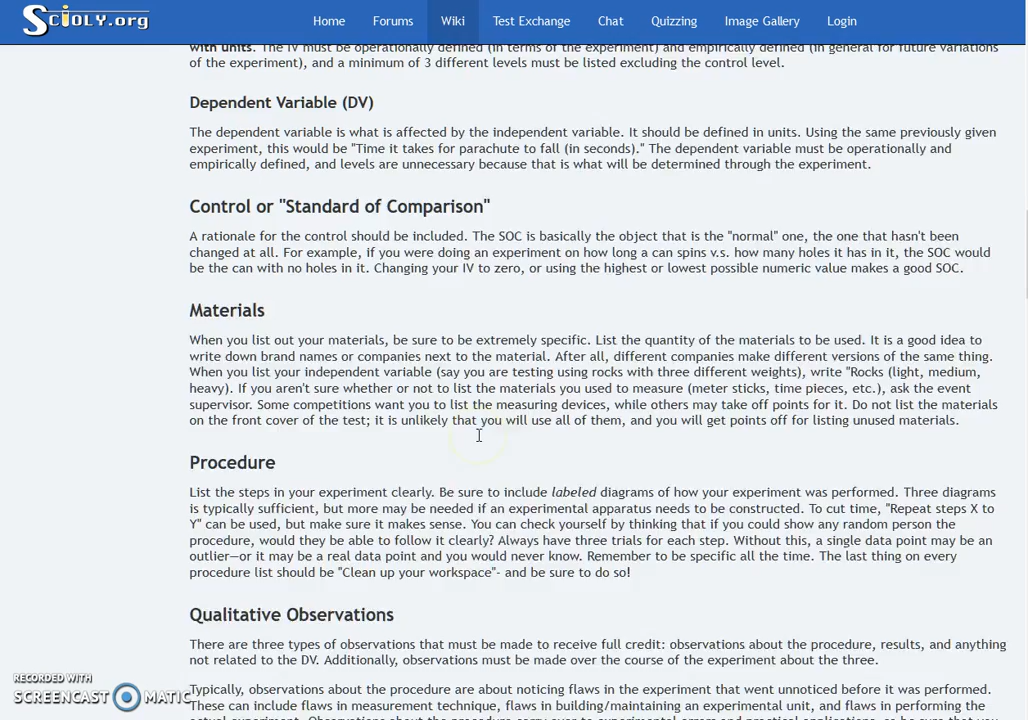 SCIOLY.org
Home Forums Wiki Test Exchange Chat Quizzing Image Gallery Login
with units. The IV must be operationally defined (in terms of the experiment) and empirically defined (in general for future variations
of the experiment), and a minimum of 3 different levels must be listed excluding the control level.
Dependent Variable (DV)
The dependent variable is what is affected by the independent variable. It should be defined in units. Using the same previously given
experiment, this would be "Time it takes for parachute to fall (in seconds)." The dependent variable must be operationally and
empirically defined, and levels are unnecessary because that is what will be determined through the experiment.
Control or "Standard of Comparison"
A rationale for the control should be included. The SOC is basically the object that is the "normal" one, the one that hasn't been
changed at all. For example, if you were doing an experiment on how long a can spins v.s. how many holes it has in it, the SOC would
be the can with no holes in it. Changing your IV to zero, or using the highest or lowest possible numeric value makes a good SOC.
Materials
When you list out your materials, be sure to be extremely specific. List the quantity of the materials to be used. It is a good idea to
write down brand names or companies next to the material. After all, different companies make different versions of the same thing.
When you list your independent variable (say you are testing using rocks with three different weights), write "Rocks (light, medium,
heavy). If you aren't sure whether or not to list the materials you used to measure (meter sticks, time pieces, etc.), ask the event
supervisor. Some competitions want you to list the measuring devices, while others may take off points for it. Do not list the materials
on the front cover of the test; it is unlikely that you will use all of them, and you will get points off for listing unused materials.
Procedure
List the steps in your experiment clearly. Be sure to include labeled diagrams of how your experiment was performed. Three diagrams
is typically sufficient, but more may be needed if an experimental apparatus needs to be constructed. To cut time, "Repeat steps X to
Y" can be used, but make sure it makes sense. You can check yourself by thinking that if you could show any random person the
procedure, would they be able to follow it clearly? Always have three trials for each step. Without this, a single data point may be an
outlier—or it may be a real data point and you would never know. Remember to be specific all the time. The last thing on every
procedure list should be "Clean up your workspace"- and be sure to do so!
Qualitative Observations
There are three types of observations that must be made to receive full credit: observations about the procedure, results, and anything
not related to the DV. Additionally, observations must be made over the course of the experiment about the three.
Typically, observations about the procedure are about noticing flaws in the experiment that went unnotited before it was performed.
These can include flaws in measurement technique, flaws in building/maintaining an experimental unit, and flaws in performing the
actual experiment. Observations about the procedure carry over to experimental errors and practical applications, so be sure that you
RECORDED WITH
SCREENCAST MATIC